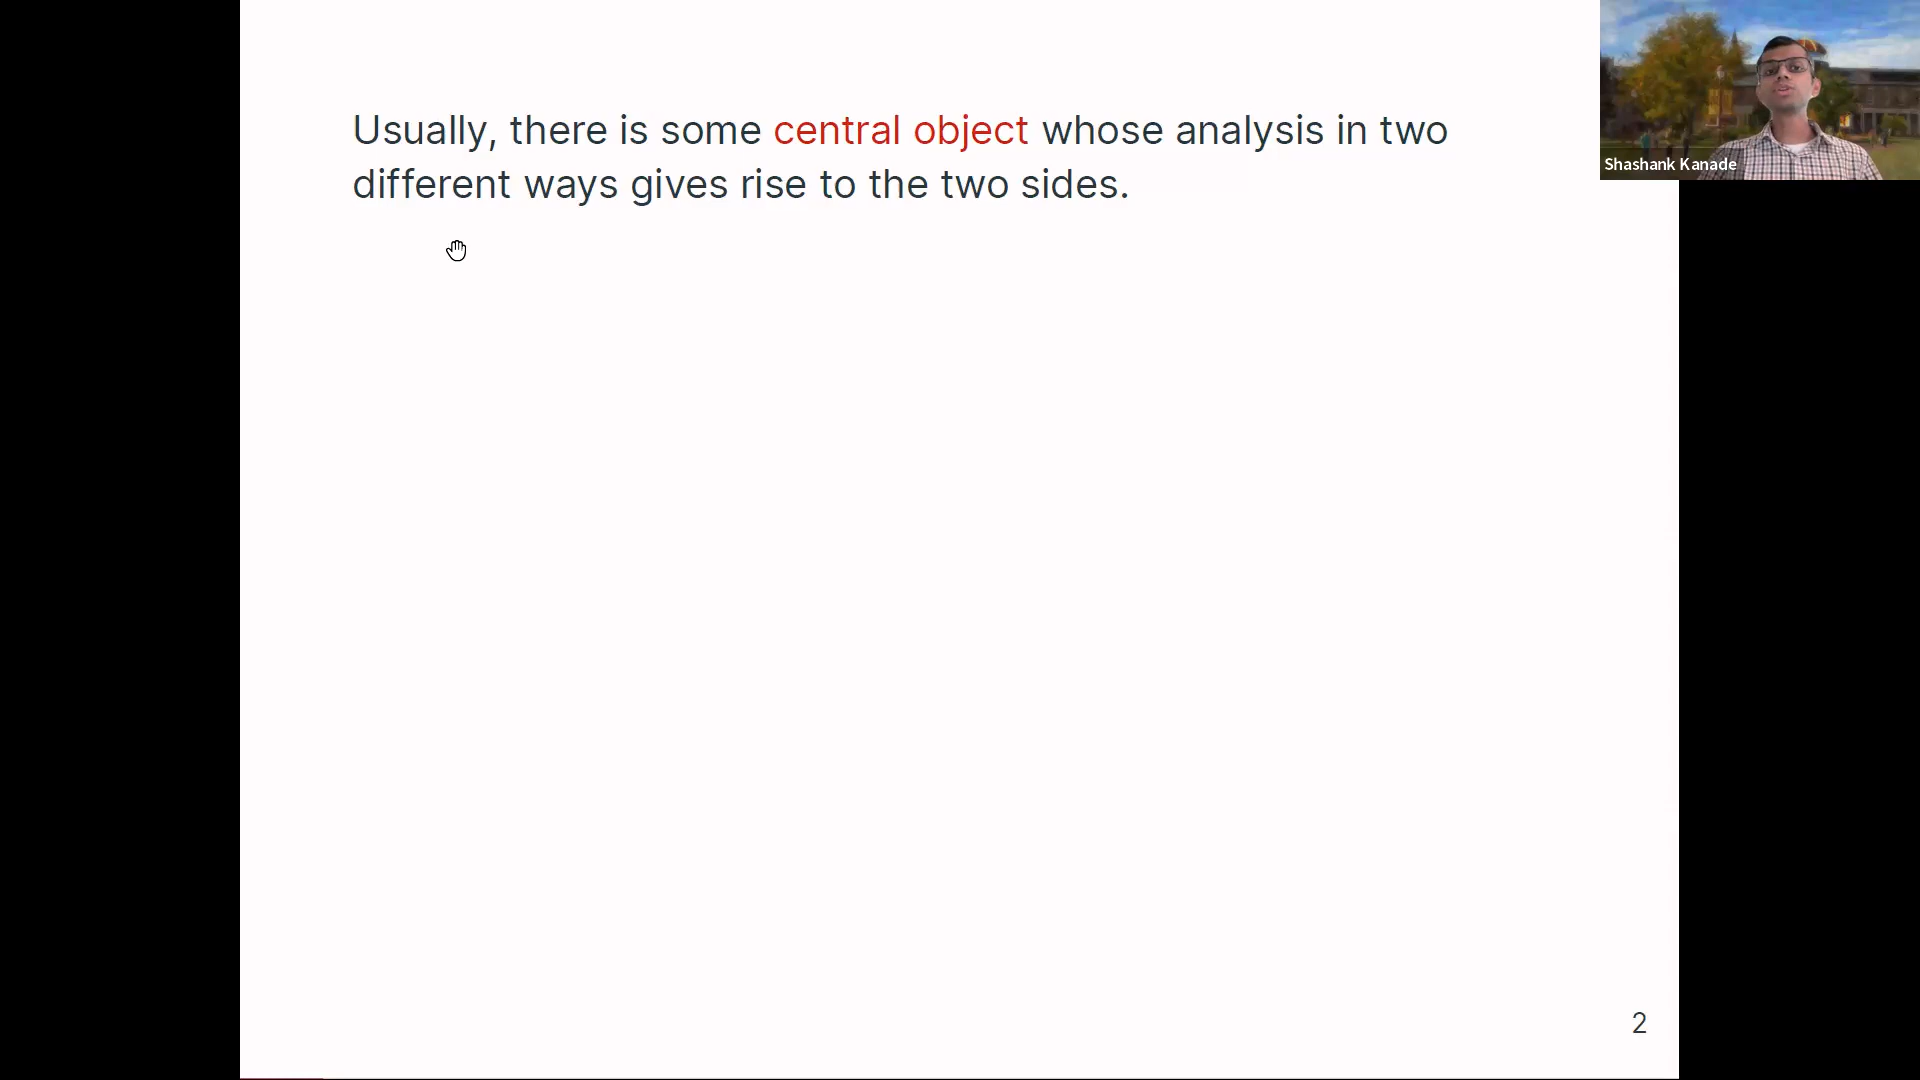 Usually, there is some central object whose analysis in two
different ways gives rise to the two sides.
Shashank Kanade
2